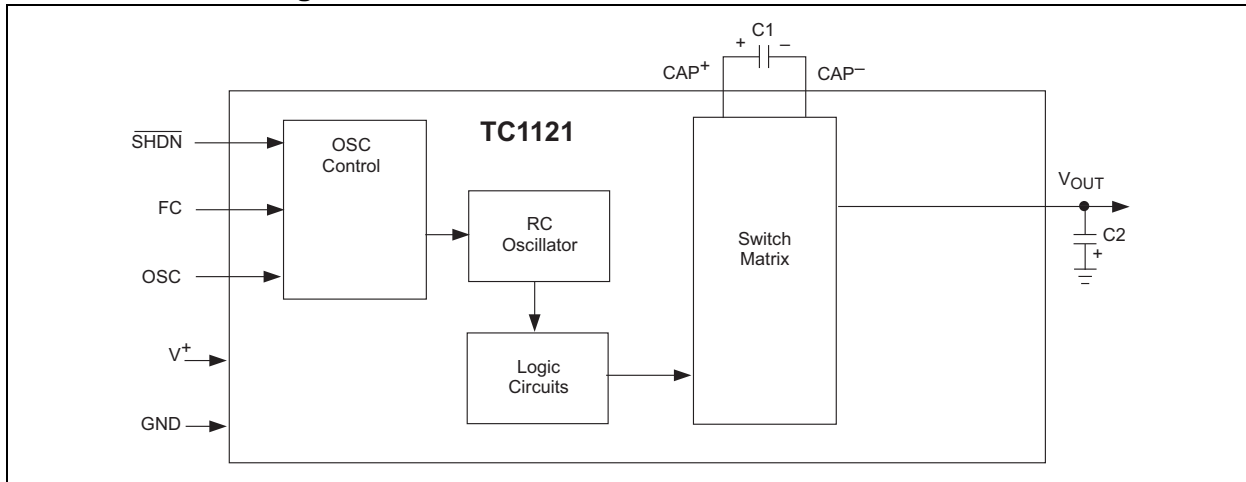 C1
+ –
CAP+ CAP–
TC1121
SHDN
OSC
Control
FC
OSC
RC
Oscillator
Switch
Matrix
VOUT
C2
+
V+
Logic
Circuits
GND